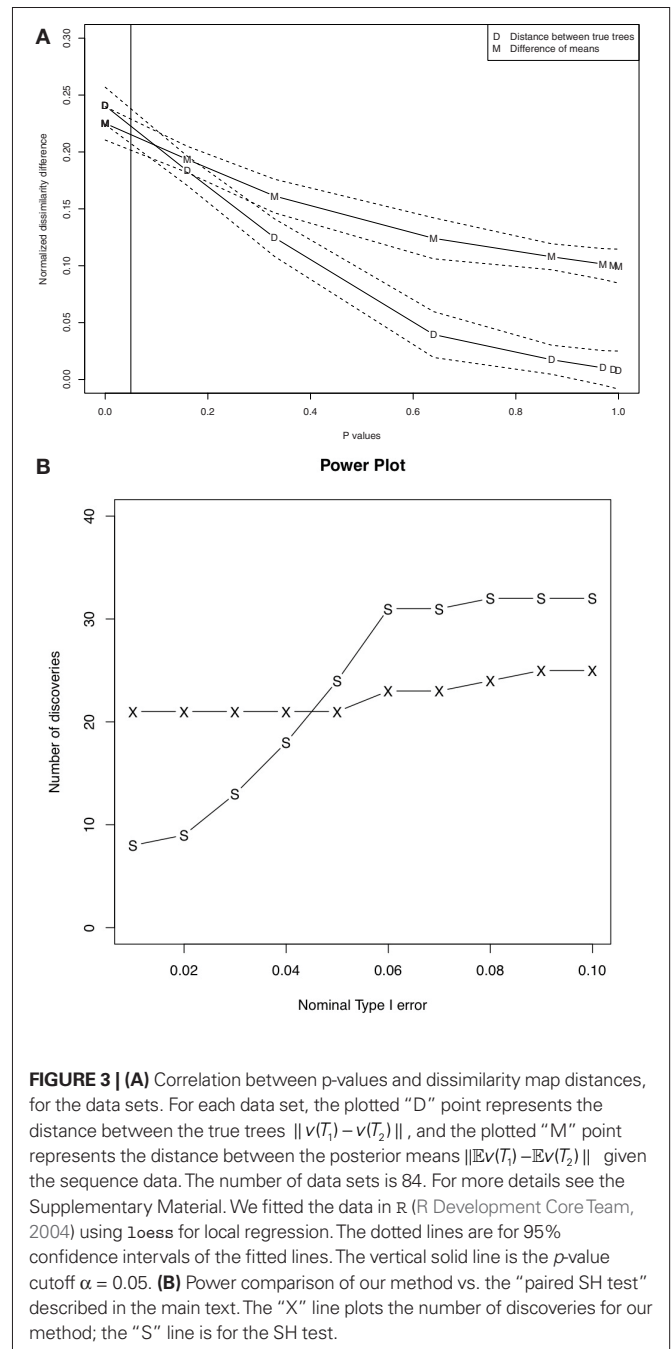 A
D Distance between true trees
M Difference of means
0.30
0.25
0.20
0.15
0.10
0.05
0.00
Normalized dissimilarity difference
D
M
M
D
M
D
M
D
M
D
M
D
M
D
M
D
0.0 0.2 0.4 0.6 0.8 1.0
P values
B
Power Plot
40
30
20
10
0
Number of discoveries
X X X X X X X X X X
S S S S S S S S S S
0.02 0.04 0.06 0.08 0.10
Nominal Type I error
FIGURE 3 | (A) Correlation between p-values and dissimilarity map distances,
for the data sets. For each data set, the plotted “D” point represents the
distance between the true trees ‖v(T₁) – v(T₂)‖, and the plotted “M” point
represents the distance between the posterior means ‖𝔼v(T₁) – 𝔼v(T₂)‖ given
the sequence data. The number of data sets is 84. For more details see the
Supplementary Material. We fitted the data in R (R Development Core Team,
2004) using loess for local regression. The dotted lines are for 95%
confidence intervals of the fitted lines. The vertical solid line is the p-value
cutoff α = 0.05. (B) Power comparison of our method vs. the “paired SH test”
described in the main text. The “X” line plots the number of discoveries for our
method; the “S” line is for the SH test.